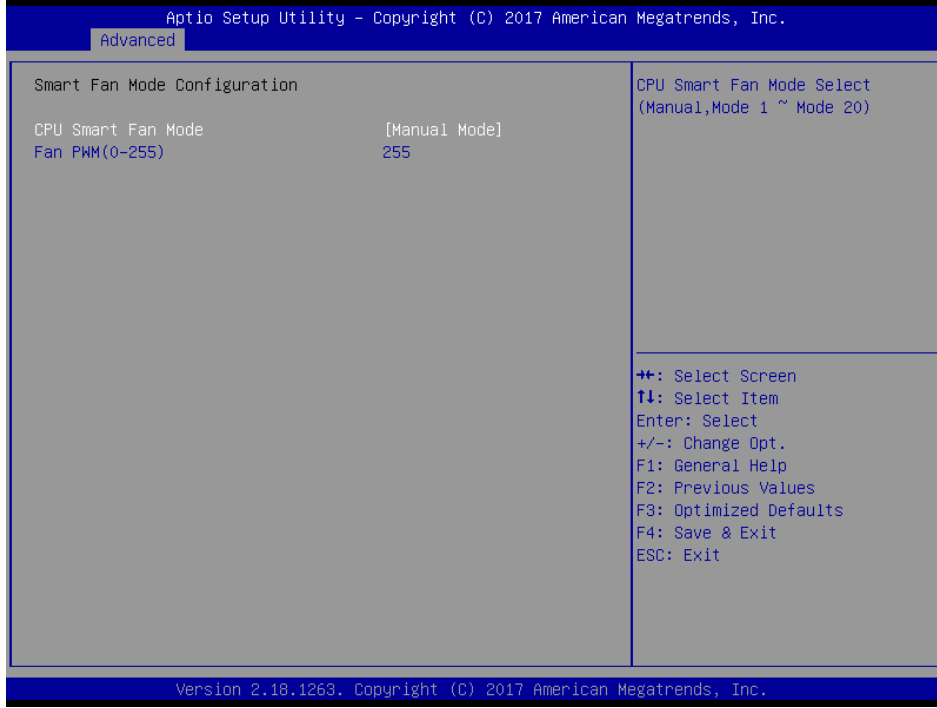 Aptio Setup Utility – Copyright (C) 2017 American Megatrends, Inc.
Advanced
Smart Fan Mode Configuration
CPU Smart Fan Mode [Manual Mode]
Fan PWM(0-255) 255
CPU Smart Fan Mode Select
(Manual,Mode 1 ~ Mode 20)
→←: Select Screen
↑↓: Select Item
Enter: Select
+/-: Change Opt.
F1: General Help
F2: Previous Values
F3: Optimized Defaults
F4: Save & Exit
ESC: Exit
Version 2.18.1263. Copyright (C) 2017 American Megatrends, Inc.